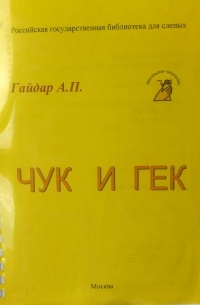 Российская государственная библиотека для слепых
Гайдар А.П.
ЧУК И ГЕК
Москва